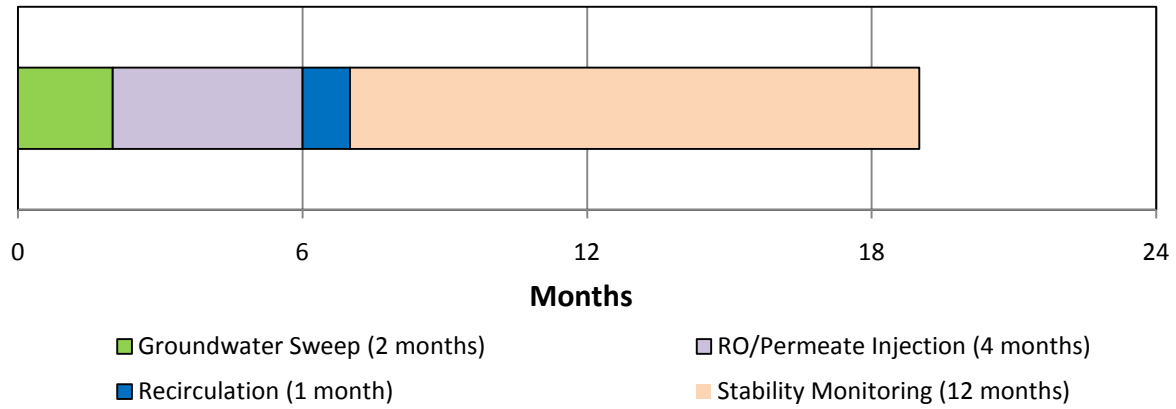 0 6 12 18 24
Months
Groundwater Sweep (2 months) RO/Permeate Injection (4 months)
Recirculation (1 month) Stability Monitoring (12 months)